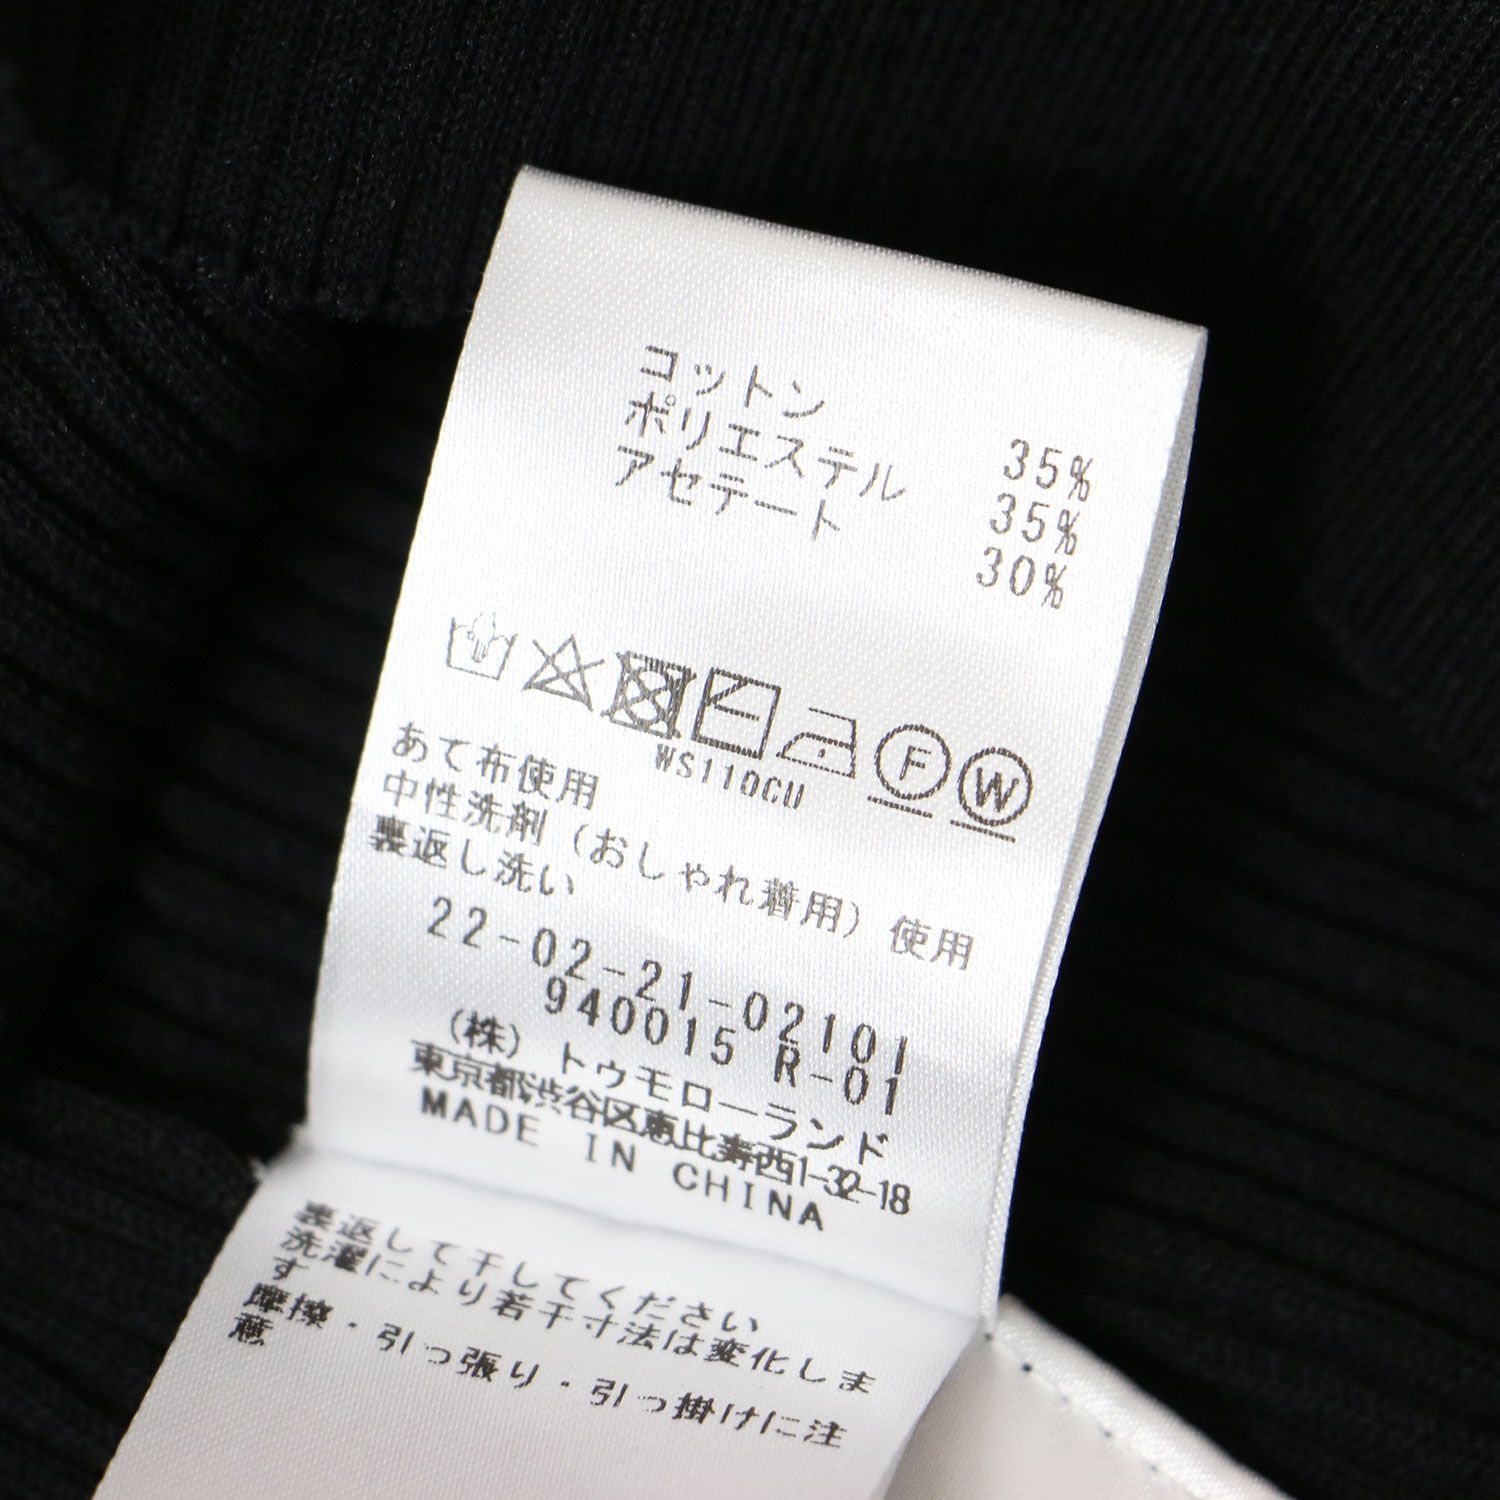 コットン 35%
ポリエステル 35%
アセテート 30%
F W
WS110CU
あて布使用
中性洗剤(おしゃれ着用)使用
裏返し洗い
22-02-21-02101
940015 R-01
(株)トゥモローランド
東京都渋谷区恵比寿西1-32-18
MADE IN CHINA
裏返して干してください
洗濯により若干寸法は変化しま
す
摩擦・引っ張り・引っ掛けに注
意